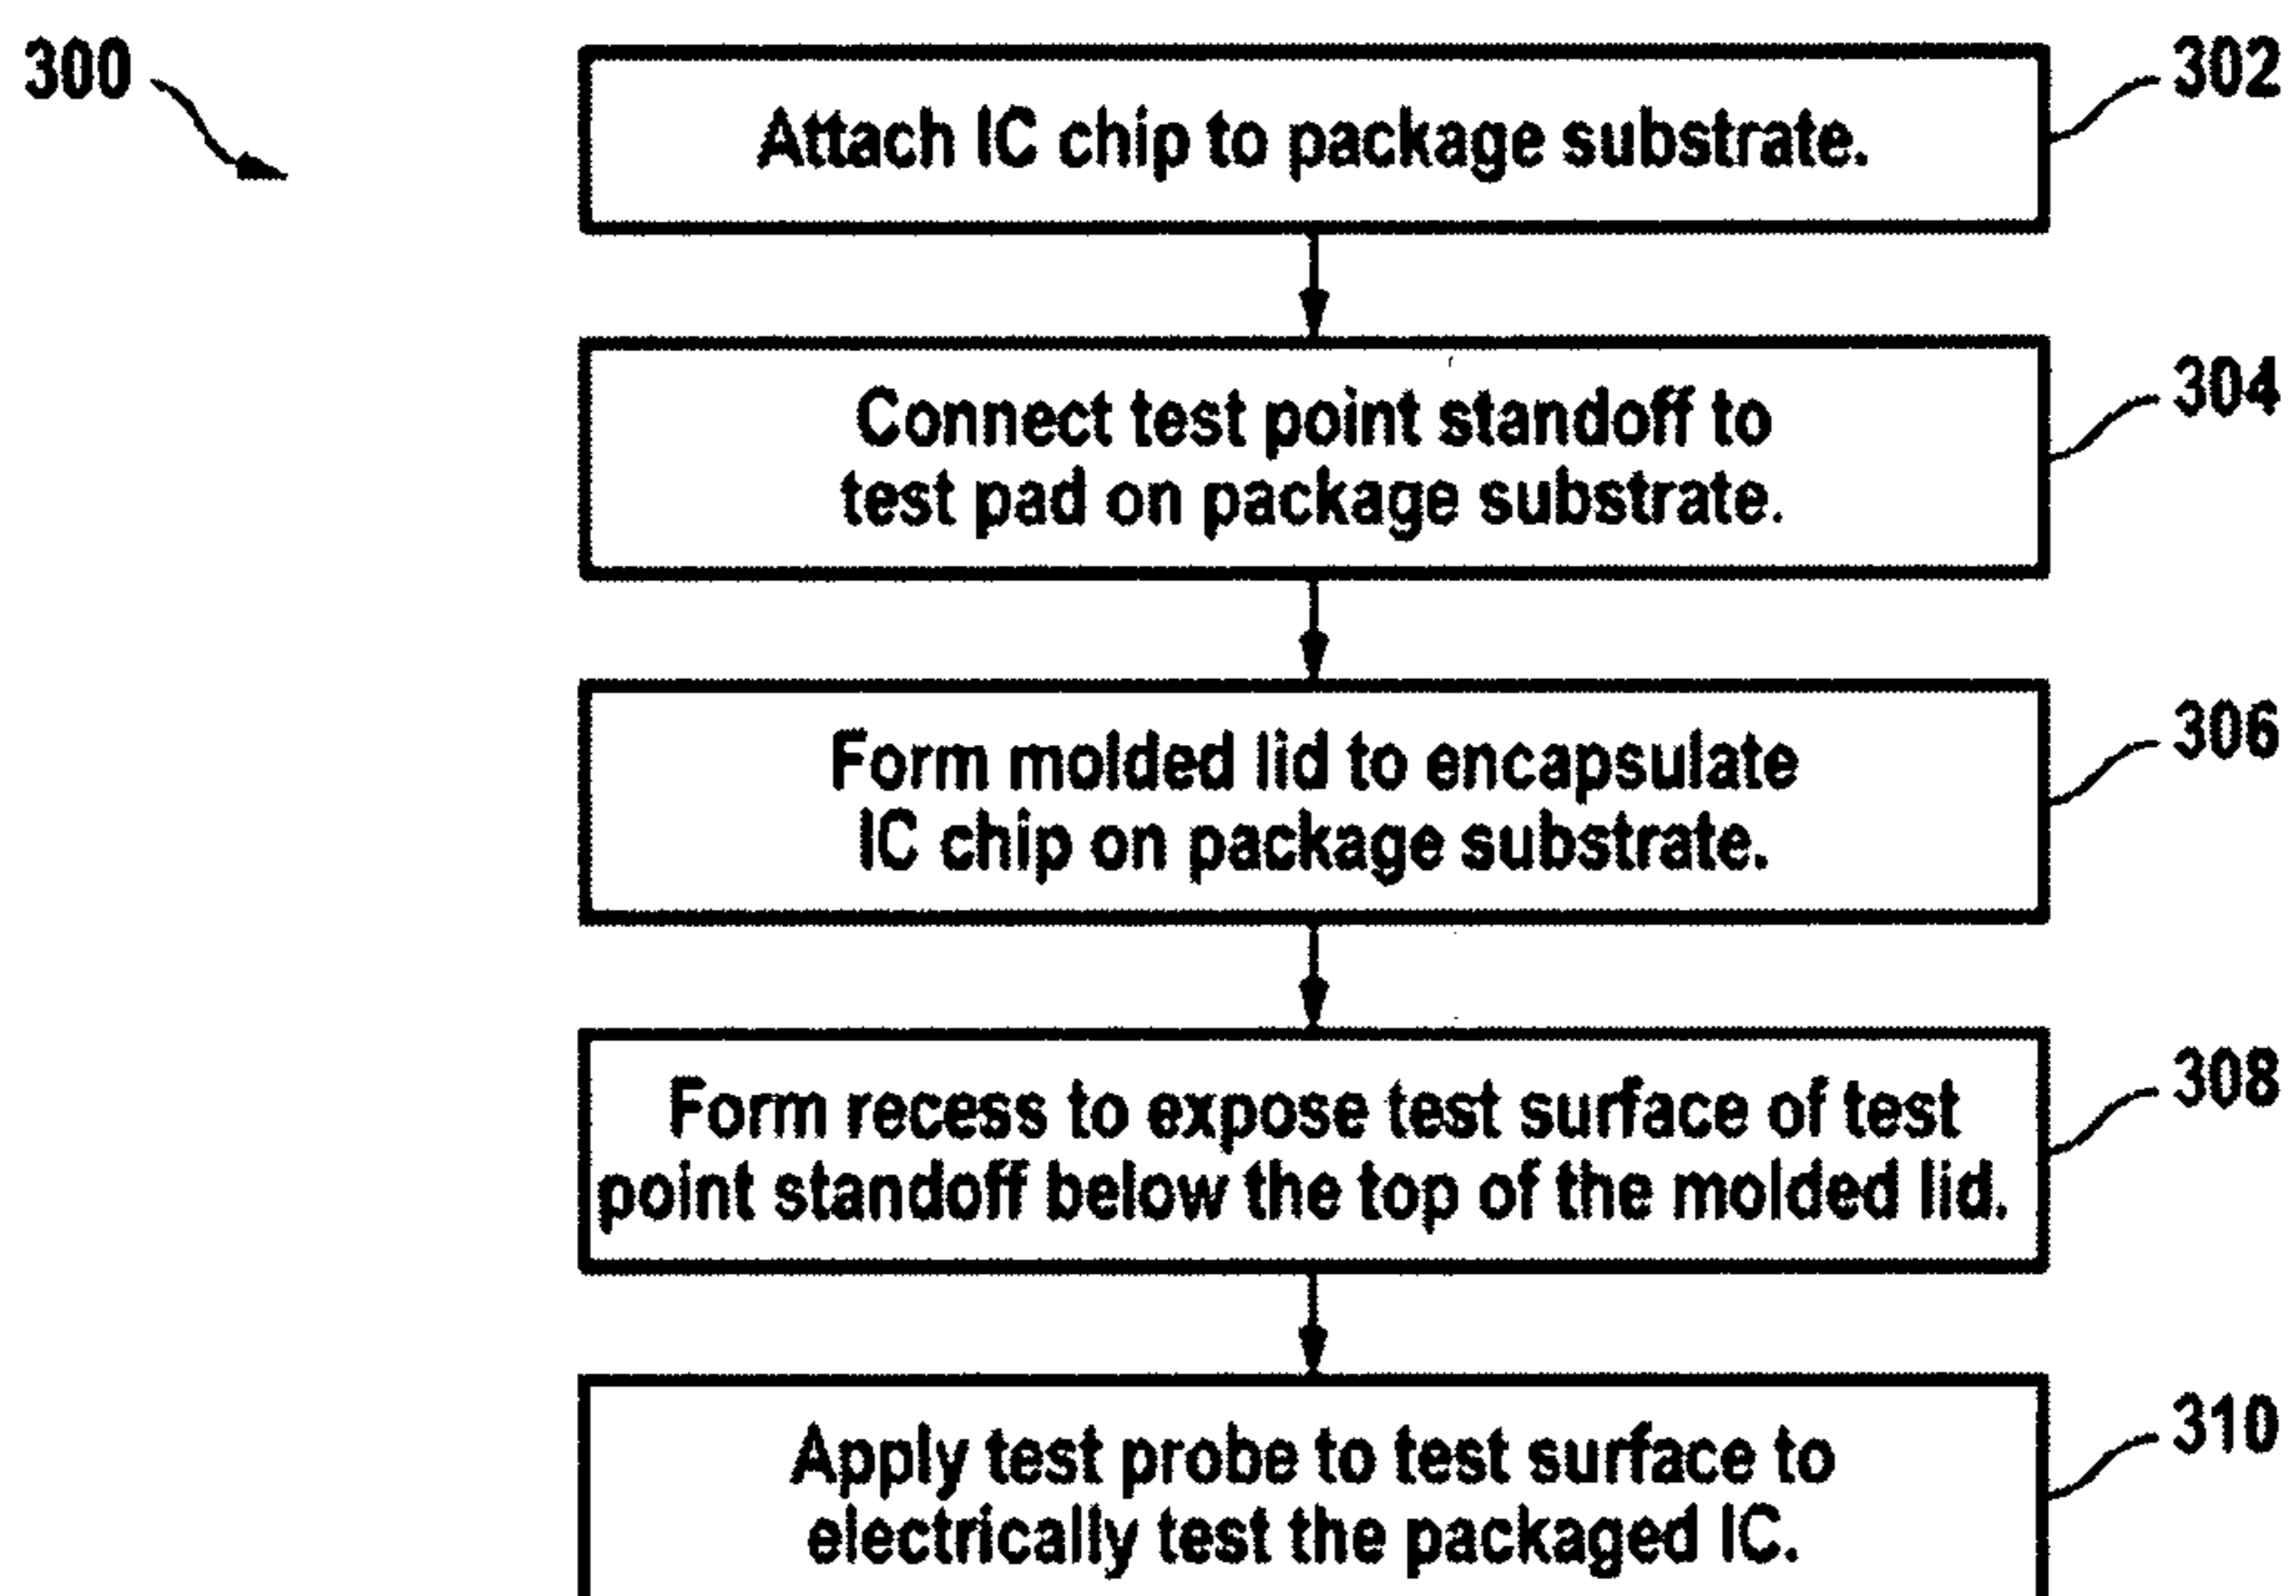 300
Attach IC chip to package substrate.
302
Connect test point standoff to
test pad on package substrate.
304
Form molded lid to encapsulate
IC chip on package substrate.
306
Form recess to expose test surface of test
point standoff below the top of the molded lid.
308
Apply test probe to test surface to
electrically test the packaged IC.
310